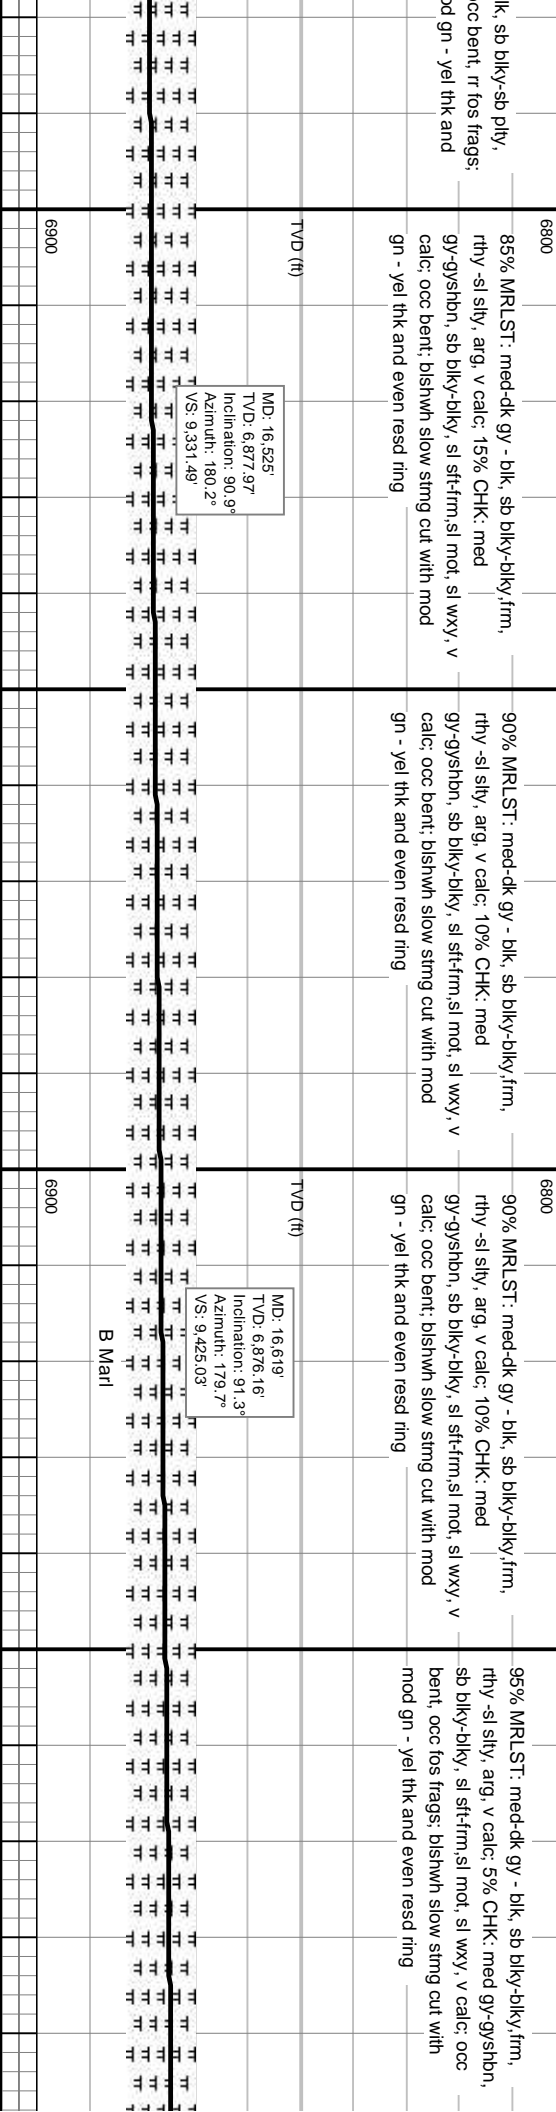 lk, sb blky-sb plty,
occ bent, rr fos frags;
od gn - yel thk and
6800
TVD (ft)
6900
85% MRLST: med-dk gy - blk, sb blky-blky,frm,
rthy -sl slty, arg, v calc; 15% CHK: med
gy-gyshbn, sb blky-blky, sl sft-frm,sl mot, sl wxy, v
calc; occ bent; blshwh slow stmg cut with mod
gn - yel thk and even resd ring
MD: 16,525'
TVD: 6,877.97'
Inclination: 90.9°
Azimuth: 180.2°
VS: 9,331.49'
90% MRLST: med-dk gy - blk, sb blky-blky,frm,
rthy -sl slty, arg, v calc; 10% CHK: med
gy-gyshbn, sb blky-blky, sl sft-frm,sl mot, sl wxy, v
calc; occ bent; blshwh slow stmg cut with mod
gn - yel thk and even resd ring
6800
TVD (ft)
6900
90% MRLST: med-dk gy - blk, sb blky-blky,frm,
rthy -sl slty, arg, v calc; 10% CHK: med
gy-gyshbn, sb blky-blky, sl sft-frm,sl mot, sl wxy, v
calc; occ bent; blshwh slow stmg cut with mod
gn - yel thk and even resd ring
MD: 16,619'
TVD: 6,876.16'
Inclination: 91.3°
Azimuth: 179.7°
VS: 9,425.03'
B Marl
95% MRLST: med-dk gy - blk, sb blky-blky,frm,
rthy -sl slty, arg, v calc; 5% CHK: med gy-gyshbn,
sb blky-blky, sl sft-frm,sl mot, sl wxy, v calc; occ
bent, occ fos frags; blshwh slow stmg cut with
mod gn - yel thk and even resd ring